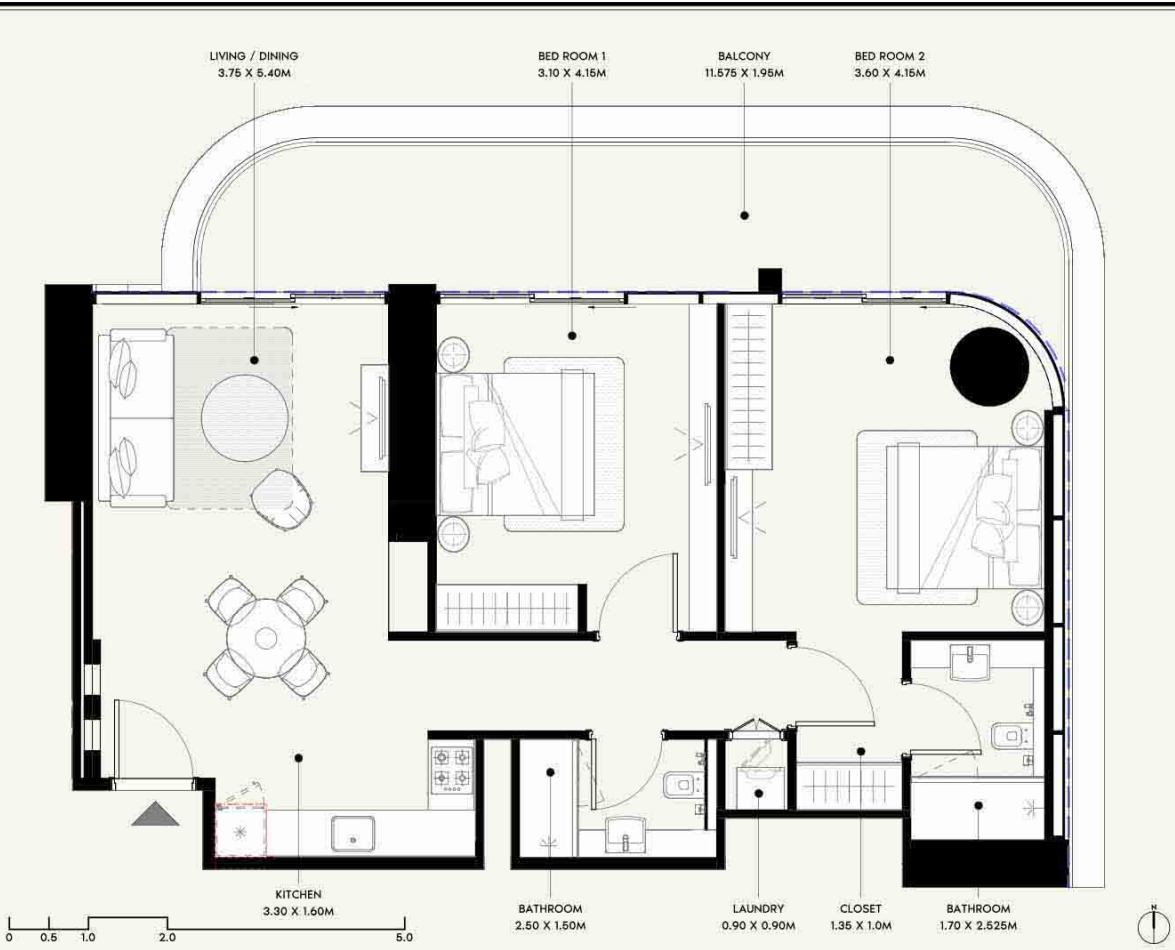 LIVING / DINING
3.75 X 5.40M
BED ROOM 1
3.10 X 4.15M
BALCONY
11.575 X 1.95M
BED ROOM 2
3.60 X 4.15M
KITCHEN
3.30 X 1.60M
BATHROOM
2.50 X 1.50M
LAUNDRY
0.90 X 0.90M
CLOSET
1.35 X 1.0M
BATHROOM
1.70 X 2.525M
0 0.5 1.0 2.0 5.0
N